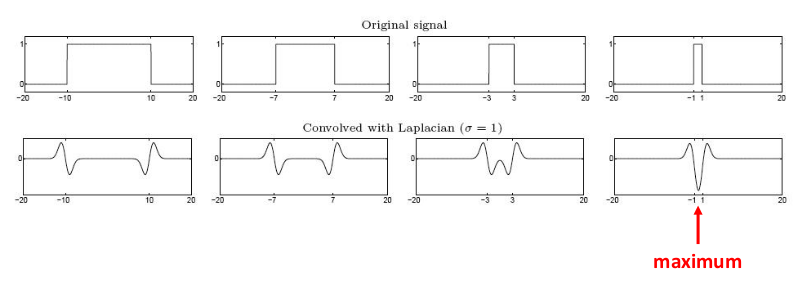 Original signal
1 1 1 1
0 0 0 0
−20 −10 10 20 −20 −7 7 20 −20 −3 3 20 −20 −1 1 20
Convolved with Laplacian (σ = 1)
0 0 0 0
−20 −10 10 20 −20 −7 7 20 −20 −3 3 20 −20 −1 1 20
maximum